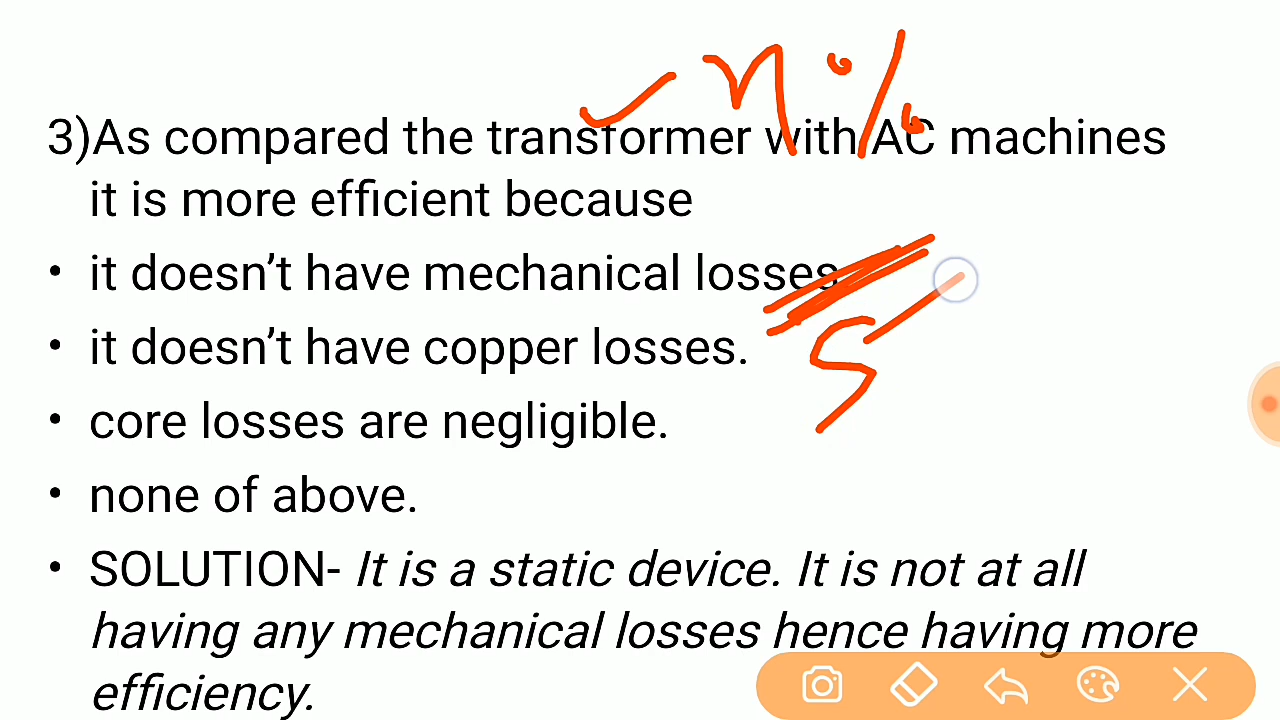 η %
3)As compared the transformer with AC machines
it is more efficient because
• it doesn't have mechanical losses.
• it doesn't have copper losses.
• core losses are negligible.
• none of above.
• SOLUTION- It is a static device. It is not at all
having any mechanical losses hence having more
efficiency.